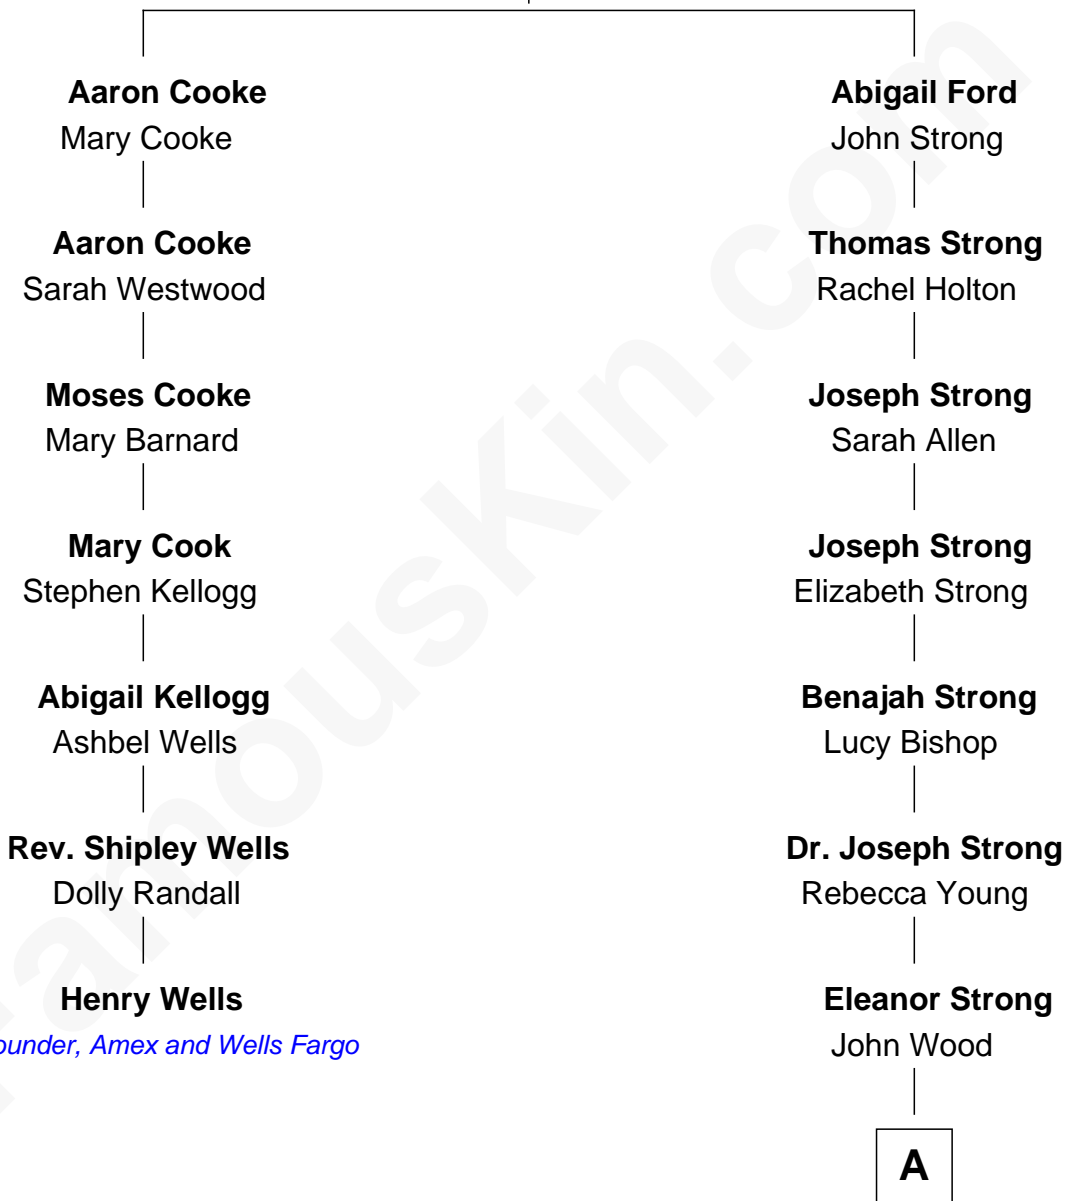 Aaron Cooke
Mary Cooke
Aaron Cooke
Sarah Westwood
Moses Cooke
Mary Barnard
Mary Cook
Stephen Kellogg
Abigail Kellogg
Ashbel Wells
Rev. Shipley Wells
Dolly Randall
Henry Wells
ounder, Amex and Wells Fargo
Abigail Ford
John Strong
Thomas Strong
Rachel Holton
Joseph Strong
Sarah Allen
Joseph Strong
Elizabeth Strong
Benajah Strong
Lucy Bishop
Dr. Joseph Strong
Rebecca Young
Eleanor Strong
John Wood
A
FamousKin.com